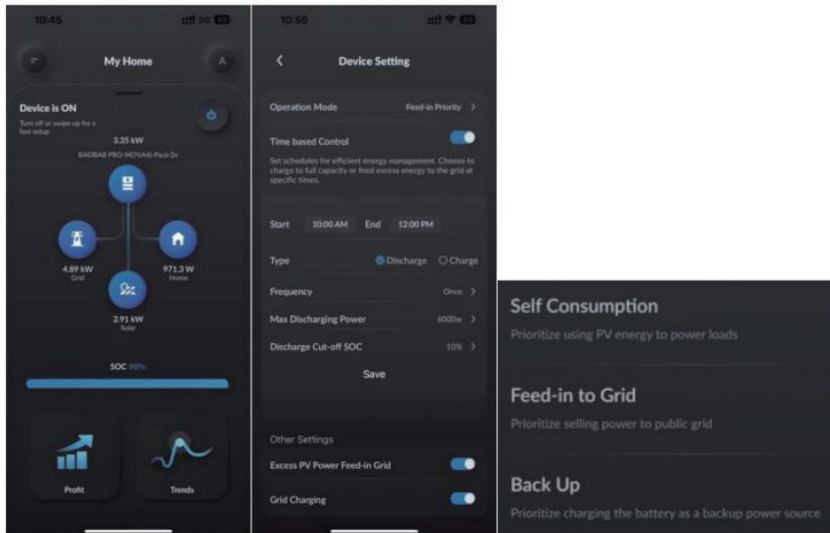 10:45
5G 89
My Home
Device is ON
Turn off or swipe up for a
fast setup
3.35 kW
BAOBAB PRO-M(76A4)-Pack-2x
4.89 kW
Grid
971.3 W
Home
2.91 kW
Solar
SOC 98%
Profit
Trends
10:55
Device Setting
Operation Mode
Feed-in Priority >
Time based Control
Set schedules for efficient energy management. Choose to
charge to full capacity or feed excess energy to the grid at
specific times.
Start 10:00 AM End 12:00 PM
Type Discharge Charge
Frequency Once >
Max Discharging Power 6000w >
Discharge Cut-off SOC 10% >
Save
Other Settings
Excess PV Power Feed-in Grid
Grid Charging
Self Consumption
Prioritize using PV energy to power loads
Feed-in to Grid
Prioritize selling power to public grid
Back Up
Prioritize charging the battery as a backup power source